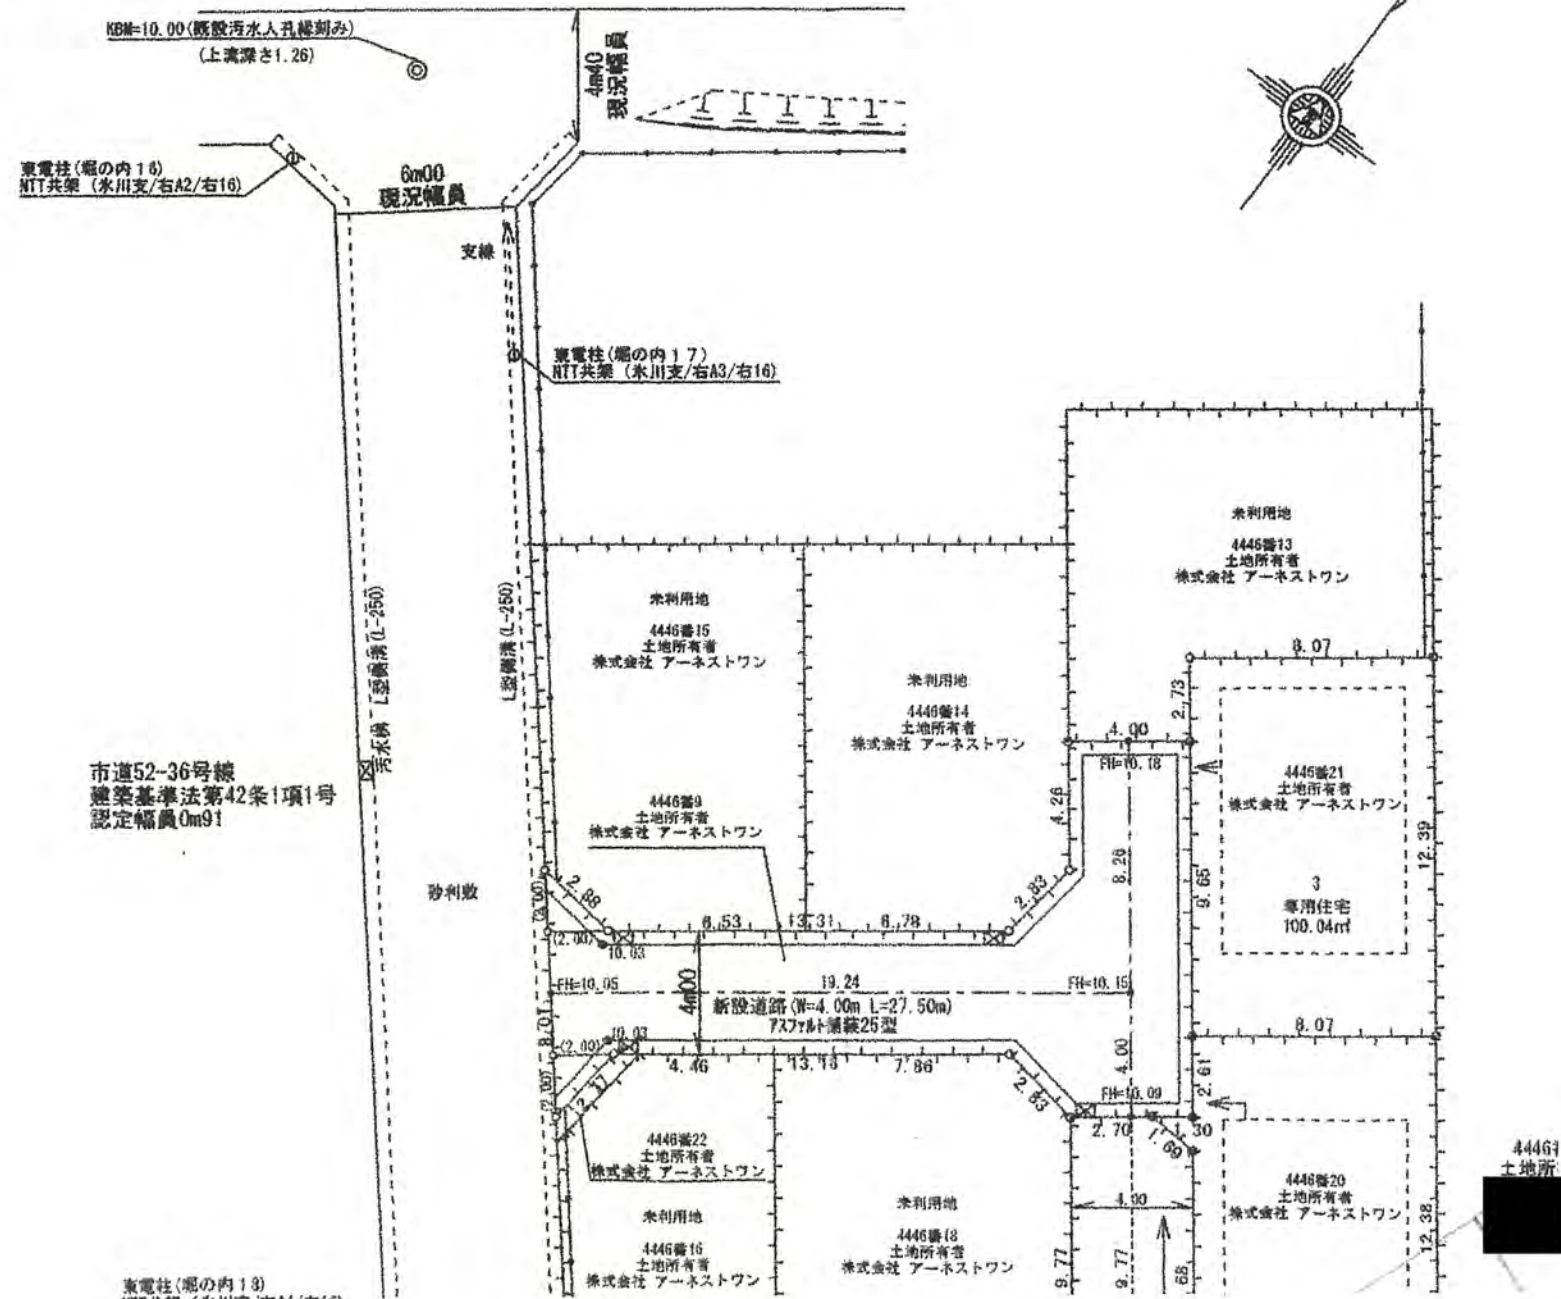 KBM=10.00(既設汚水人孔縁刻み)
(上流深さ1.26)
4m40
現況幅員
東電柱(堀の内16)
NTT共架 (氷川支/右A2/右16)
6m00
現況幅員
支線
東電柱(堀の内17)
NTT共架 (氷川支/右A3/右16)
未利用地
4446番13
土地所有者
株式会社 アーネストワン
8.07
2.73
L型側溝(L-250)
L型側溝(L-250)
汚水桝
未利用地
4446番15
土地所有者
株式会社 アーネストワン
未利用地
4446番14
土地所有者
株式会社 アーネストワン
4.00
FH=10.18
4446番21
土地所有者
株式会社 アーネストワン
市道52-36号線
建築基準法第42条1項1号
認定幅員0m91
4446番9
土地所有者
株式会社 アーネストワン
4.26
8.26
9.65
12.39
3
専用住宅
100.04㎡
砂利敷
(2.00)
2.88
2.83
6.53
13.31
6.78
(2.00)
10.03
FH=10.05
19.24
FH=10.15
4m00
新設道路(W=4.00m L=27.50m)
アスファルト舗装25型
8.01
8.07
10.03
(2.00)
4.46
13.16
7.86
4.00
2.61
(2.00)
2.83
FH=10.09
2.70
1.30
1.69
4446番22
土地所有者
株式会社 アーネストワン
4446番20
土地所有者
株式会社 アーネストワン
4.00
未利用地
4446番16
土地所有者
株式会社 アーネストワン
未利用地
4446番18
土地所有者
株式会社 アーネストワン
9.77
9.77
68
12.38
4446
土地所
東電柱(堀の内18)